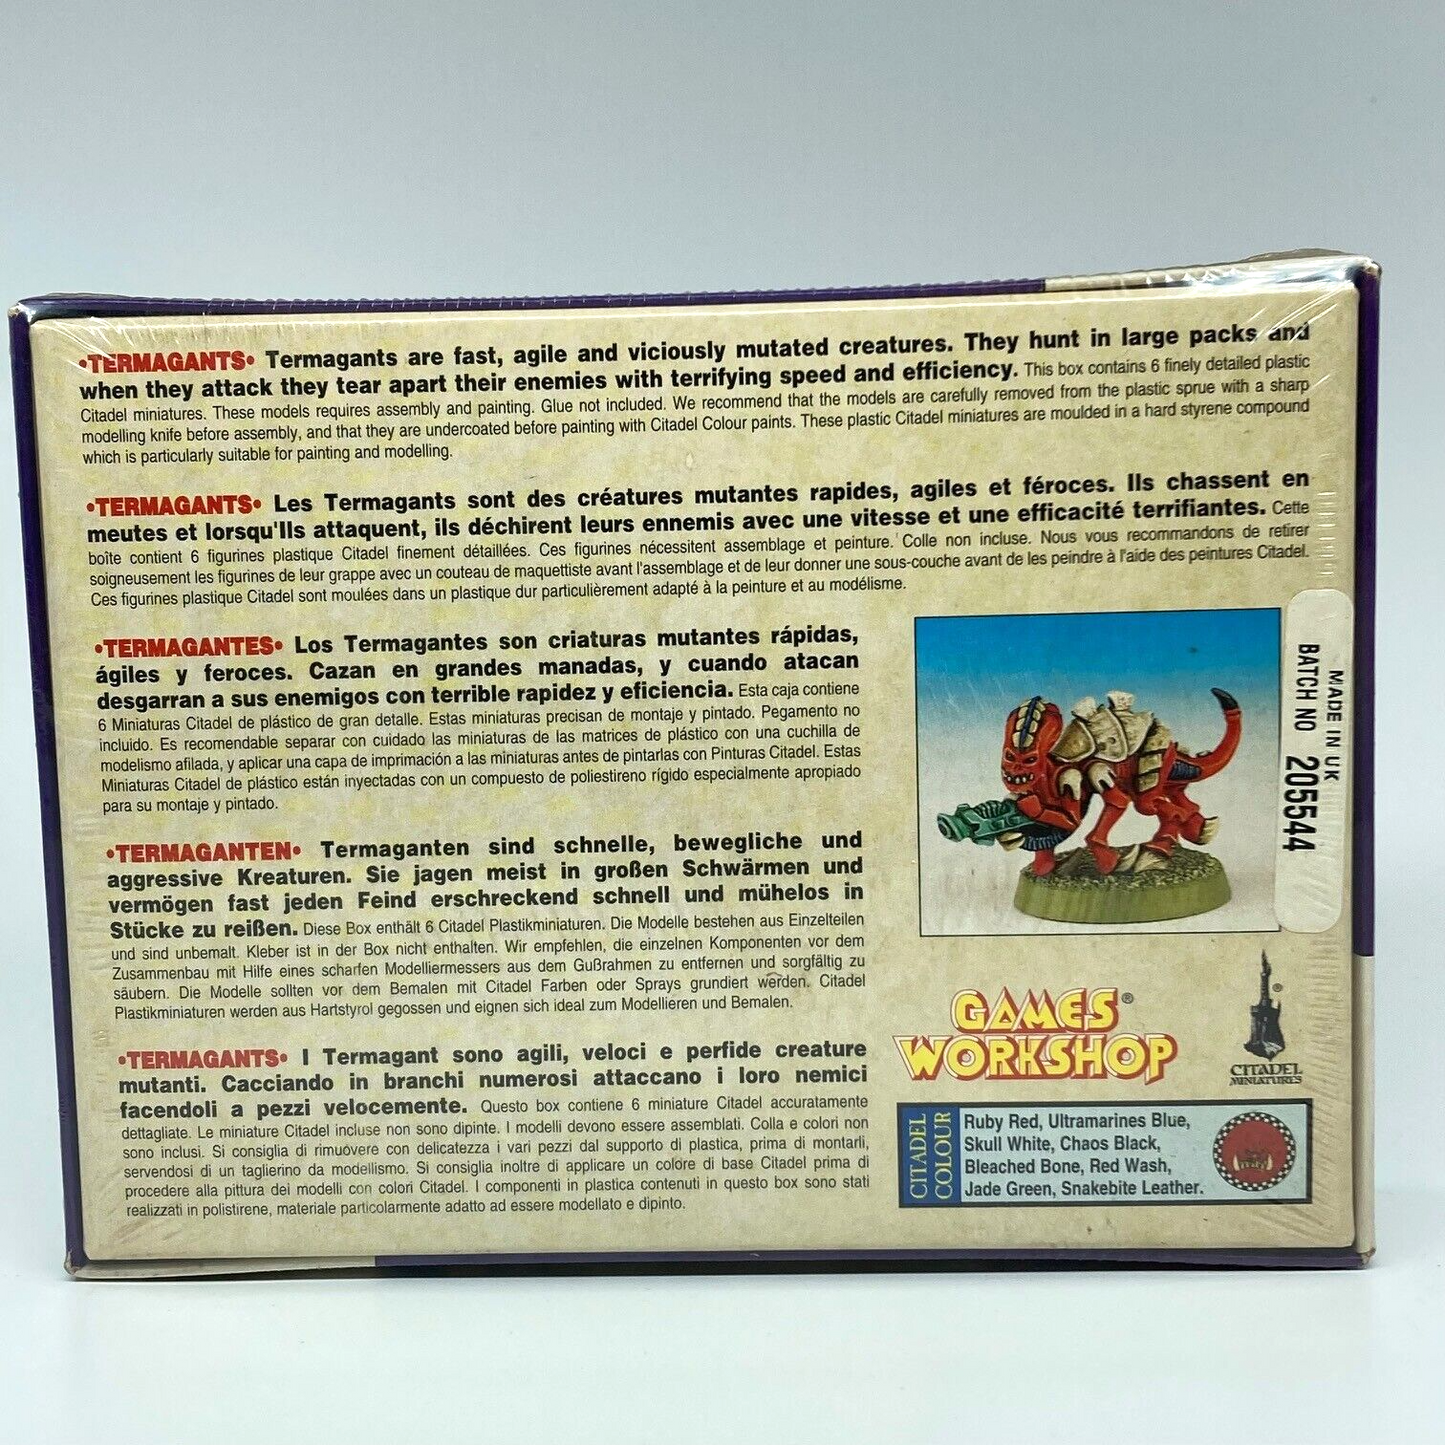 •TERMAGANTS• Termagants are fast, agile and viciously mutated creatures. They hunt in large packs and
when they attack they tear apart their enemies with terrifying speed and efficiency. This box contains 6 finely detailed plastic
Citadel miniatures. These models requires assembly and painting. Glue not included. We recommend that the models are carefully removed from the plastic sprue with a sharp
modelling knife before assembly, and that they are undercoated before painting with Citadel Colour paints. These plastic Citadel miniatures are moulded in a hard styrene compound
which is particularly suitable for painting and modelling.
•TERMAGANTS• Les Termagants sont des créatures mutantes rapides, agiles et féroces. Ils chassent en
meutes et lorsqu'Ils attaquent, ils déchirent leurs ennemis avec une vitesse et une efficacité terrifiantes. Cette
boîte contient 6 figurines plastique Citadel finement détaillées. Ces figurines nécessitent assemblage et peinture. Colle non incluse. Nous vous recommandons de retirer
soigneusement les figurines de leur grappe avec un couteau de maquettiste avant l'assemblage et de leur donner une sous-couche avant de les peindre à l'aide des peintures Citadel.
Ces figurines plastique Citadel sont moulées dans un plastique dur particulièrement adapté à la peinture et au modélisme.
•TERMAGANTES• Los Termagantes son criaturas mutantes rápidas,
ágiles y feroces. Cazan en grandes manadas, y cuando atacan
desgarran a sus enemigos con terrible rapidez y eficiencia. Esta caja contiene
6 Miniaturas Citadel de plástico de gran detalle. Estas miniaturas precisan de montaje y pintado. Pegamento no
incluido. Es recomendable separar con cuidado las miniaturas de las matrices de plástico con una cuchilla de
modelismo afilada, y aplicar una capa de imprimación a las miniaturas antes de pintarlas con Pinturas Citadel. Estas
Miniaturas Citadel de plástico están inyectadas con un compuesto de poliestireno rígido especialmente apropiado
para su montaje y pintado.
•TERMAGANTEN• Termaganten sind schnelle, bewegliche und
aggressive Kreaturen. Sie jagen meist in großen Schwärmen und
vermögen fast jeden Feind erschreckend schnell und mühelos in
Stücke zu reißen. Diese Box enthält 6 Citadel Plastikminiaturen. Die Modelle bestehen aus Einzelteilen
und sind unbemalt. Kleber ist in der Box nicht enthalten. Wir empfehlen, die einzelnen Komponenten vor dem
Zusammenbau mit Hilfe eines scharfen Modelliermessers aus dem Gußrahmen zu entfernen und sorgfältig zu
säubern. Die Modelle sollten vor dem Bemalen mit Citadel Farben oder Sprays grundiert werden. Citadel
Plastikminiaturen werden aus Hartstyrol gegossen und eignen sich ideal zum Modellieren und Bemalen.
•TERMAGANTS• I Termagant sono agili, veloci e perfide creature
mutanti. Cacciando in branchi numerosi attaccano i loro nemici
facendoli a pezzi velocemente. Questo box contiene 6 miniature Citadel accuratamente
dettagliate. Le miniature Citadel incluse non sono dipinte. I modelli devono essere assemblati. Colla e colori non
sono inclusi. Si consiglia di rimuovere con delicatezza i vari pezzi dal supporto di plastica, prima di montarli,
servendosi di un taglierino da modellismo. Si consiglia inoltre di applicare un colore di base Citadel prima di
procedere alla pittura dei modelli con colori Citadel. I componenti in plastica contenuti in questo box sono stati
realizzati in polistirene, materiale particolarmente adatto ad essere modellato e dipinto.
MADE IN UK
BATCH NO 205544
GAMES®
WORKSHOP
®
CITADEL
MINIATURES
CITADEL
COLOUR
Ruby Red, Ultramarines Blue,
Skull White, Chaos Black,
Bleached Bone, Red Wash,
Jade Green, Snakebite Leather.